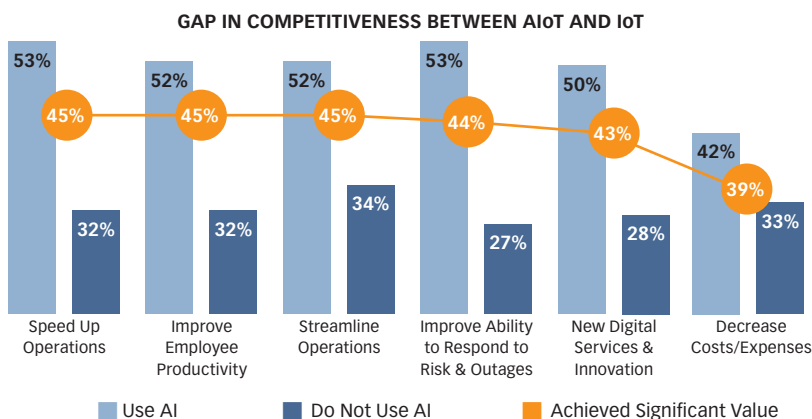 GAP IN COMPETITIVENESS BETWEEN AIoT AND IoT
53% 52% 52% 53% 50% 42%
45% 45% 45% 44% 43% 39%
32% 32% 34% 27% 28% 33%
Speed Up
Operations
Improve
Employee
Productivity
Streamline
Operations
Improve Ability
to Respond to
Risk & Outages
New Digital
Services &
Innovation
Decrease
Costs/Expenses
Use AI Do Not Use AI Achieved Significant Value